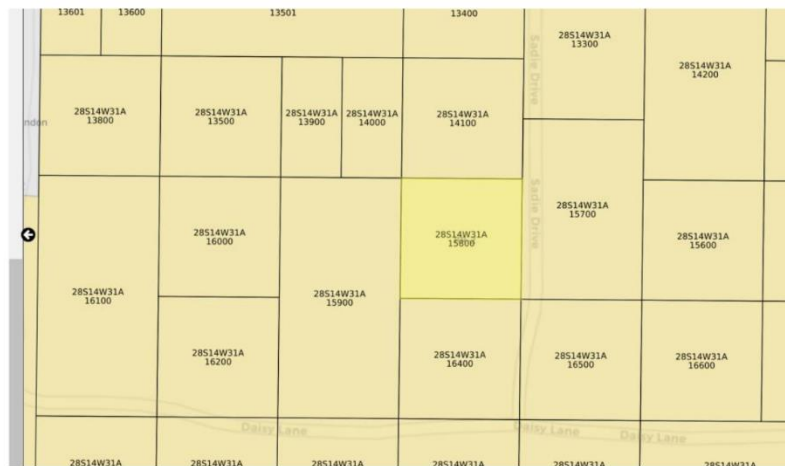 13601
13600
13501
13400
28S14W31A
13300
28S14W31A
14200
Sadie Drive
ndon
28S14W31A
13800
28S14W31A
13500
28S14W31A
13900
28S14W31A
14000
28S14W31A
14100
Sadie Drive
28S14W31A
15700
28S14W31A
16000
28S14W31A
15800
28S14W31A
15600
28S14W31A
16100
28S14W31A
15900
28S14W31A
16200
28S14W31A
16400
28S14W31A
16500
28S14W31A
16600
Daisy Lane
Daisy Lane
Daisy Lane
28S14W31A
28S14W31A
28S14W31A
28S14W31A
28S14W31A
28S14W31A